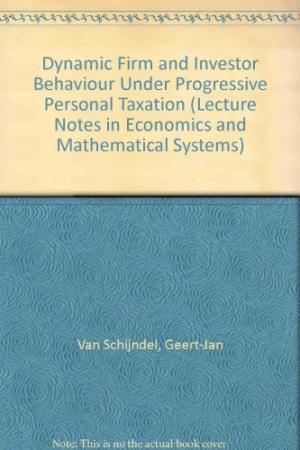 Dynamic Firm and Investor
Behaviour Under Progressive
Personal Taxation (Lecture
Notes in Economics and
Mathematical Systems)
Van Schijndel, Geert-Jan
Note: This is no the actual book cover